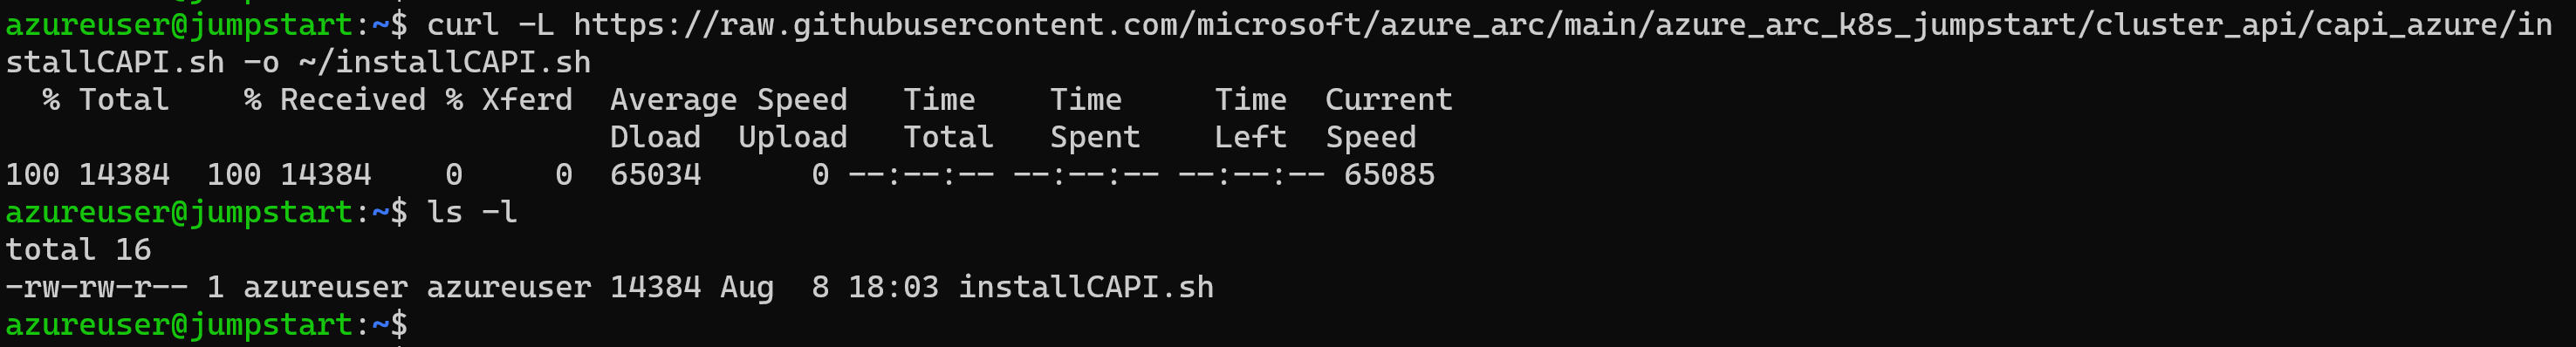 azureuser@jumpstart:~$ curl -L https://raw.githubusercontent.com/microsoft/azure_arc/main/azure_arc_k8s_jumpstart/cluster_api/capi_azure/in
stallCAPI.sh -o ~/installCAPI.sh
  % Total    % Received % Xferd  Average Speed   Time    Time     Time  Current
                                 Dload  Upload   Total   Spent    Left  Speed
100 14384  100 14384    0     0  65034      0 --:--:-- --:--:-- --:--:-- 65085
azureuser@jumpstart:~$ ls -l
total 16
-rw-rw-r-- 1 azureuser azureuser 14384 Aug  8 18:03 installCAPI.sh
azureuser@jumpstart:~$